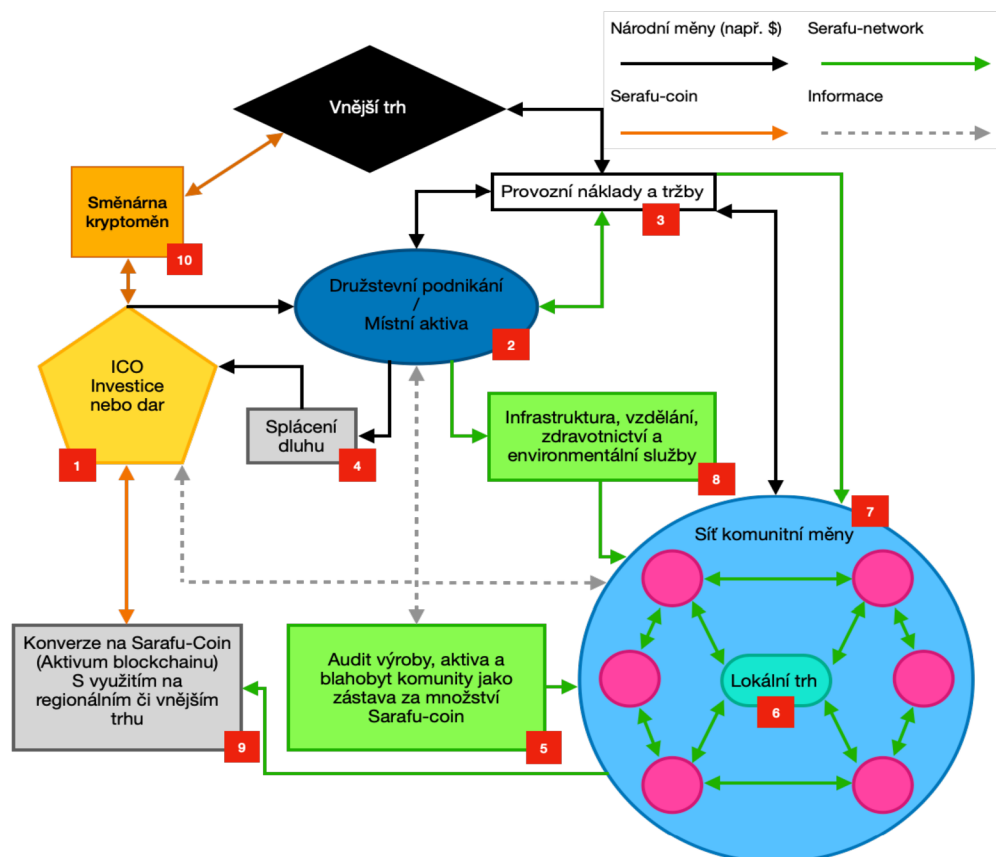 Národní měny (např. $)
Serafu-network
Serafu-coin
Informace
Vnější trh
Směnárna
kryptoměn
10
Provozní náklady a tržby
3
Družstevní podnikání
/
Místní aktiva
2
ICO
Investice
nebo dar
1
Splácení
dluhu
4
Infrastruktura, vzdělání,
zdravotnictví a
environmentální služby
8
7
Síť komunitní měny
Lokální trh
6
Konverze na Sarafu-Coin
(Aktivum blockchainu)
S využitím na
regionálním či vnějším
trhu
9
Audit výroby, aktiva a
blahobyt komunity jako
zástava za množství
Sarafu-coin
5